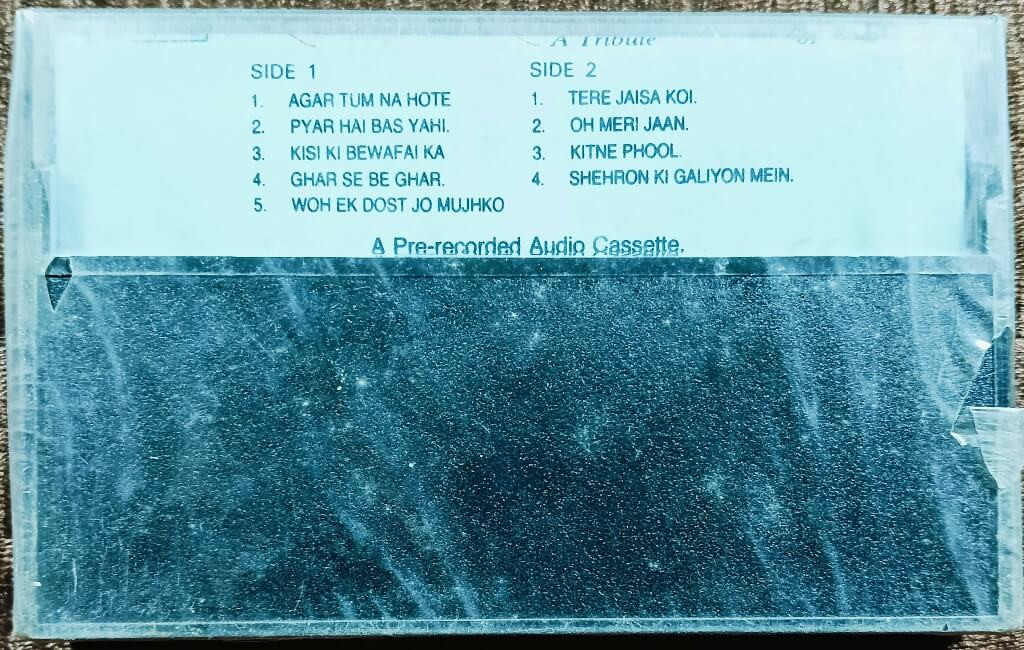 A Tribute
SIDE 1
1. AGAR TUM NA HOTE
2. PYAR HAI BAS YAHI.
3. KISI KI BEWAFAI KA
4. GHAR SE BE GHAR.
5. WOH EK DOST JO MUJHKO
SIDE 2
1. TERE JAISA KOI.
2. OH MERI JAAN.
3. KITNE PHOOL.
4. SHEHRON KI GALIYON MEIN.
A Pre-recorded Audio Cassette.